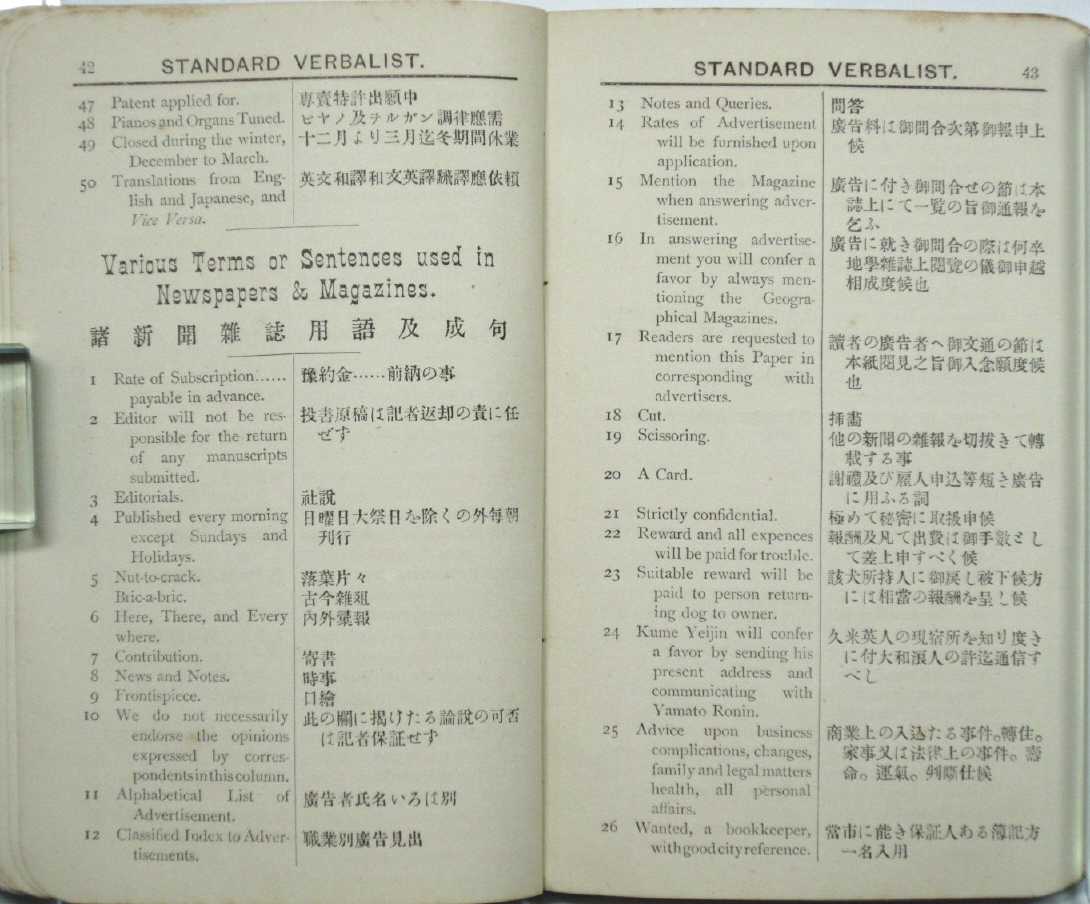 42 STANDARD VERBALIST.
47 Patent applied for. 専賣特許出願中
48 Pianos and Organs Tuned. ピヤノ及ヲルガン調律應需
49 Closed during the winter, 十二月より三月迄冬期間休業
December to March.
50 Translations from Eng- 英文和譯和文英譯飜譯應依頼
lish and Japanese, and
Vice Versa.
Various Terms or Sentences used in
Newspapers & Magazines.
諸新聞雜誌用語及成句
1 Rate of Subscription...... 豫約金……前納の事
payable in advance.
2 Editor will not be res- 投書原稿は記者返却の責に任
ponsible for the return せず
of any manuscripts
submitted.
3 Editorials. 社説
4 Published every morning 日曜日大祭日を除くの外每朝
except Sundays and 刋行
Holidays.
5 Nut-to-crack. 落葉片々
Bric-a-bric. 古今雜爼
6 Here, There, and Every 內外彙報
where.
7 Contribution. 寄書
8 News and Notes. 時事
9 Frontispiece. 口繪
10 We do not necessarily 此の欄に揭けたる論說の可否
endorse the opinions は記者保証せず
expressed by corres-
pondents in this column.
11 Alphabetical List of 廣告者氏名いろは別
Advertisement.
12 Classified Index to Adver- 職業別廣告見出
tisements.
STANDARD VERBALIST. 43
13 Notes and Queries. 問答
14 Rates of Advertisement 廣告料は御問合次第御報申上
will be furnished upon 候
application.
15 Mention the Magazine 廣告に付き御問合せの節は本
when answering adver- 誌上にて一覽の旨御通報を
tisement. 乞ふ
16 In answering advertise- 廣告に就き御問合の際は何卒
ment you will confer a 地學雜誌上閱覽の儀御申越
favor by always men- 相成度候也
tioning the Geogra-
phical Magazines.
17 Readers are requested to 讀者の廣告者へ御文通の節は
mention this Paper in 本紙閱見之旨御入念願度候
corresponding with 也
advertisers.
18 Cut. 挿畵
19 Scissoring. 他の新聞の雜報を切拔きて轉
載する事
20 A Card. 謝禮及び雇人申込等短き廣告
に用ふる詞
21 Strictly confidential. 極めて秘密に取扱申候
22 Reward and all expences 報酬及凡て出費は御手數とし
will be paid for trouble. て差上申すべく候
23 Suitable reward will be 該犬所持人に御戾し被下候方
paid to person return- には相當の報酬を呈し候
ing dog to owner.
24 Kume Yeijin will confer 久米英人の現宿所を知り度き
a favor by sending his に付大和浪人の許迄通信す
present address and べし
communicating with
Yamato Ronin.
25 Advice upon business 商業上の入込たる事件。轉住。
complications, changes, 家事又は法律上の事件。壽
family and legal matters 命。運氣。判斷仕候
health, all personal
affairs.
26 Wanted, a bookkeeper, 當市に能き保証人ある簿記方
with good city reference. 一名入用